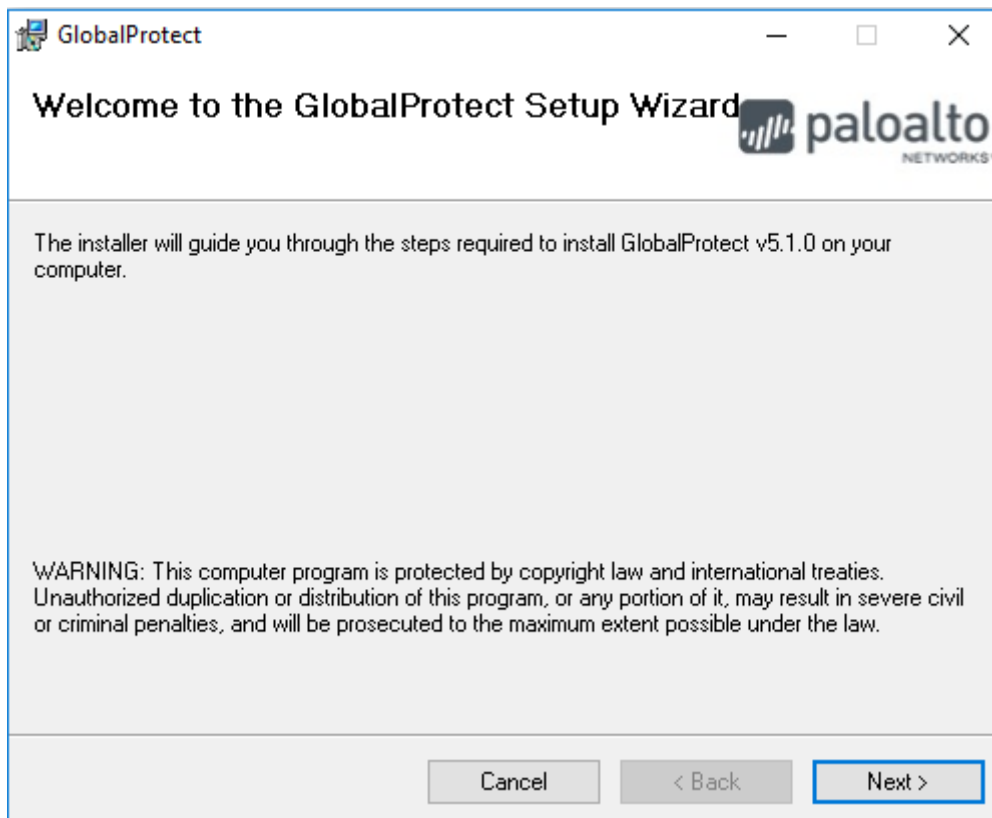 GlobalProtect
Welcome to the GlobalProtect Setup Wizard
paloalto
NETWORKS
The installer will guide you through the steps required to install GlobalProtect v5.1.0 on your
computer.
WARNING: This computer program is protected by copyright law and international treaties.
Unauthorized duplication or distribution of this program, or any portion of it, may result in severe civil
or criminal penalties, and will be prosecuted to the maximum extent possible under the law.
Cancel
< Back
Next >